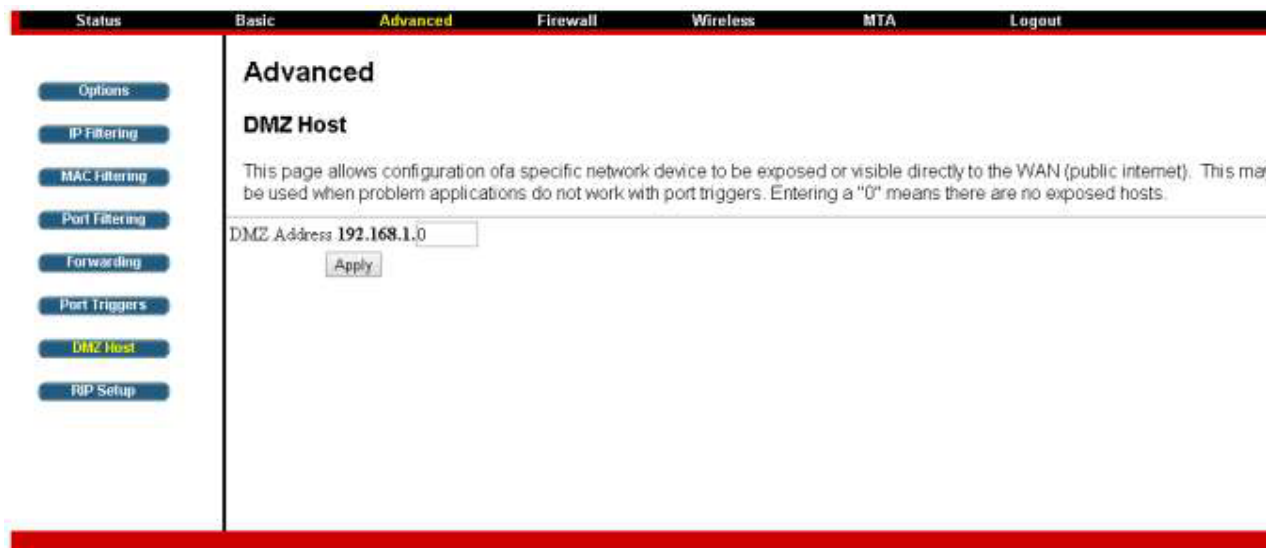 Status Basic Advanced Firewall Wireless MTA Logout
Options
IP Filtering
MAC Filtering
Port Filtering
Forwarding
Port Triggers
DMZ Host
RIP Setup
Advanced
DMZ Host
This page allows configuration ofa specific network device to be exposed or visible directly to the WAN (public internet). This may
be used when problem applications do not work with port triggers. Entering a "0" means there are no exposed hosts.
DMZ Address 192.168.1.0
Apply